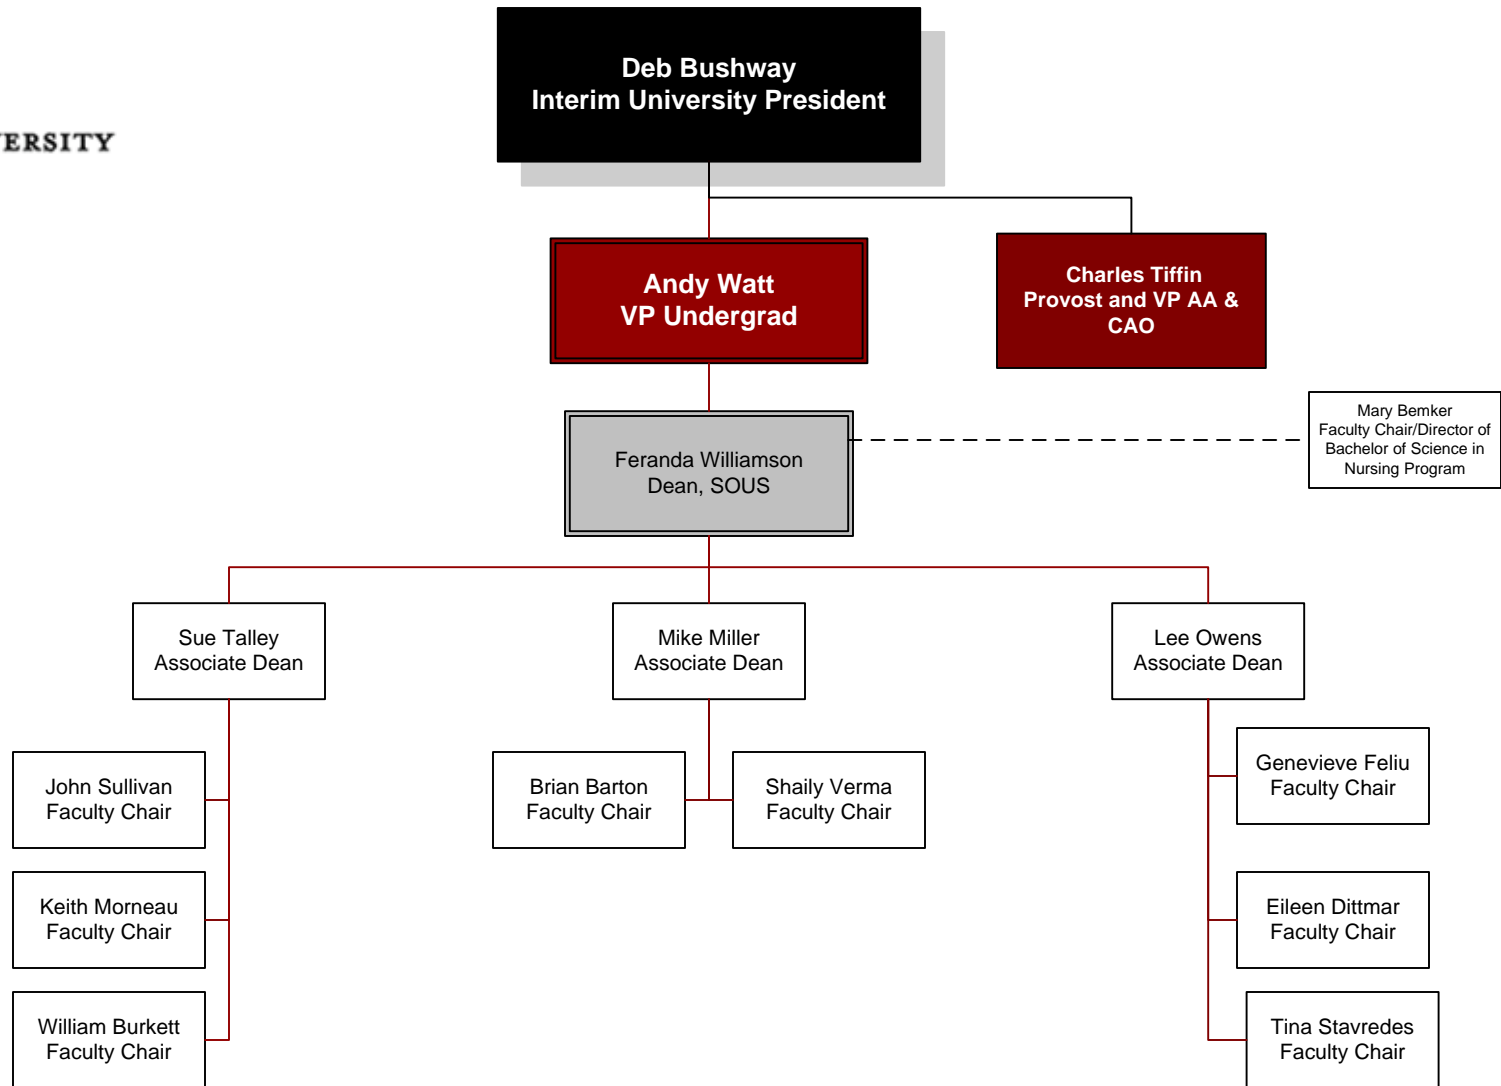 Deb Bushway
Interim University President
Andy Watt
VP Undergrad
Charles Tiffin
Provost and VP AA &
CAO
Feranda Williamson
Dean, SOUS
Mary Bemker
Faculty Chair/Director of
Bachelor of Science in
Nursing Program
Sue Talley
Associate Dean
Mike Miller
Associate Dean
Lee Owens
Associate Dean
John Sullivan
Faculty Chair
Brian Barton
Faculty Chair
Shaily Verma
Faculty Chair
Genevieve Feliu
Faculty Chair
Keith Morneau
Faculty Chair
Eileen Dittmar
Faculty Chair
William Burkett
Faculty Chair
Tina Stavredes
Faculty Chair